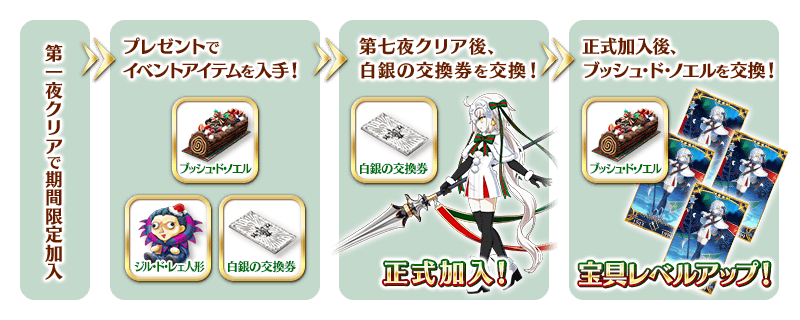 第一夜クリアで期間限定加入
プレゼントで
イベントアイテムを入手!
ブッシュ・ド・ノエル
ジル・ド・レェ人形
白銀の交換券
第七夜クリア後、
白銀の交換券を交換!
白銀の交換券
正式加入!
正式加入後、
ブッシュ・ド・ノエルを交換!
ブッシュ・ド・ノエル
宝具レベルアップ!